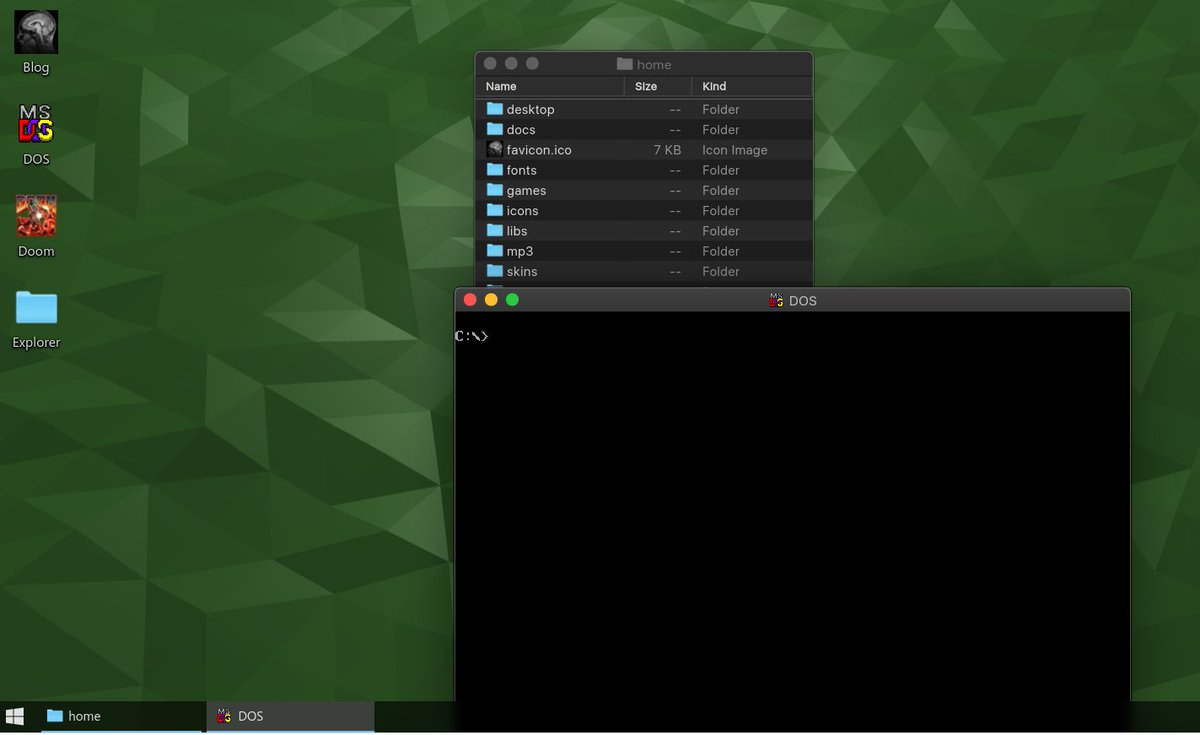 Blog
MS
DOS
DOS
Doom
Explorer
home
Name Size Kind
desktop -- Folder
docs -- Folder
favicon.ico 7 KB Icon Image
fonts -- Folder
games -- Folder
icons -- Folder
libs -- Folder
mp3 -- Folder
skins -- Folder
DOS
C:\>
home
DOS